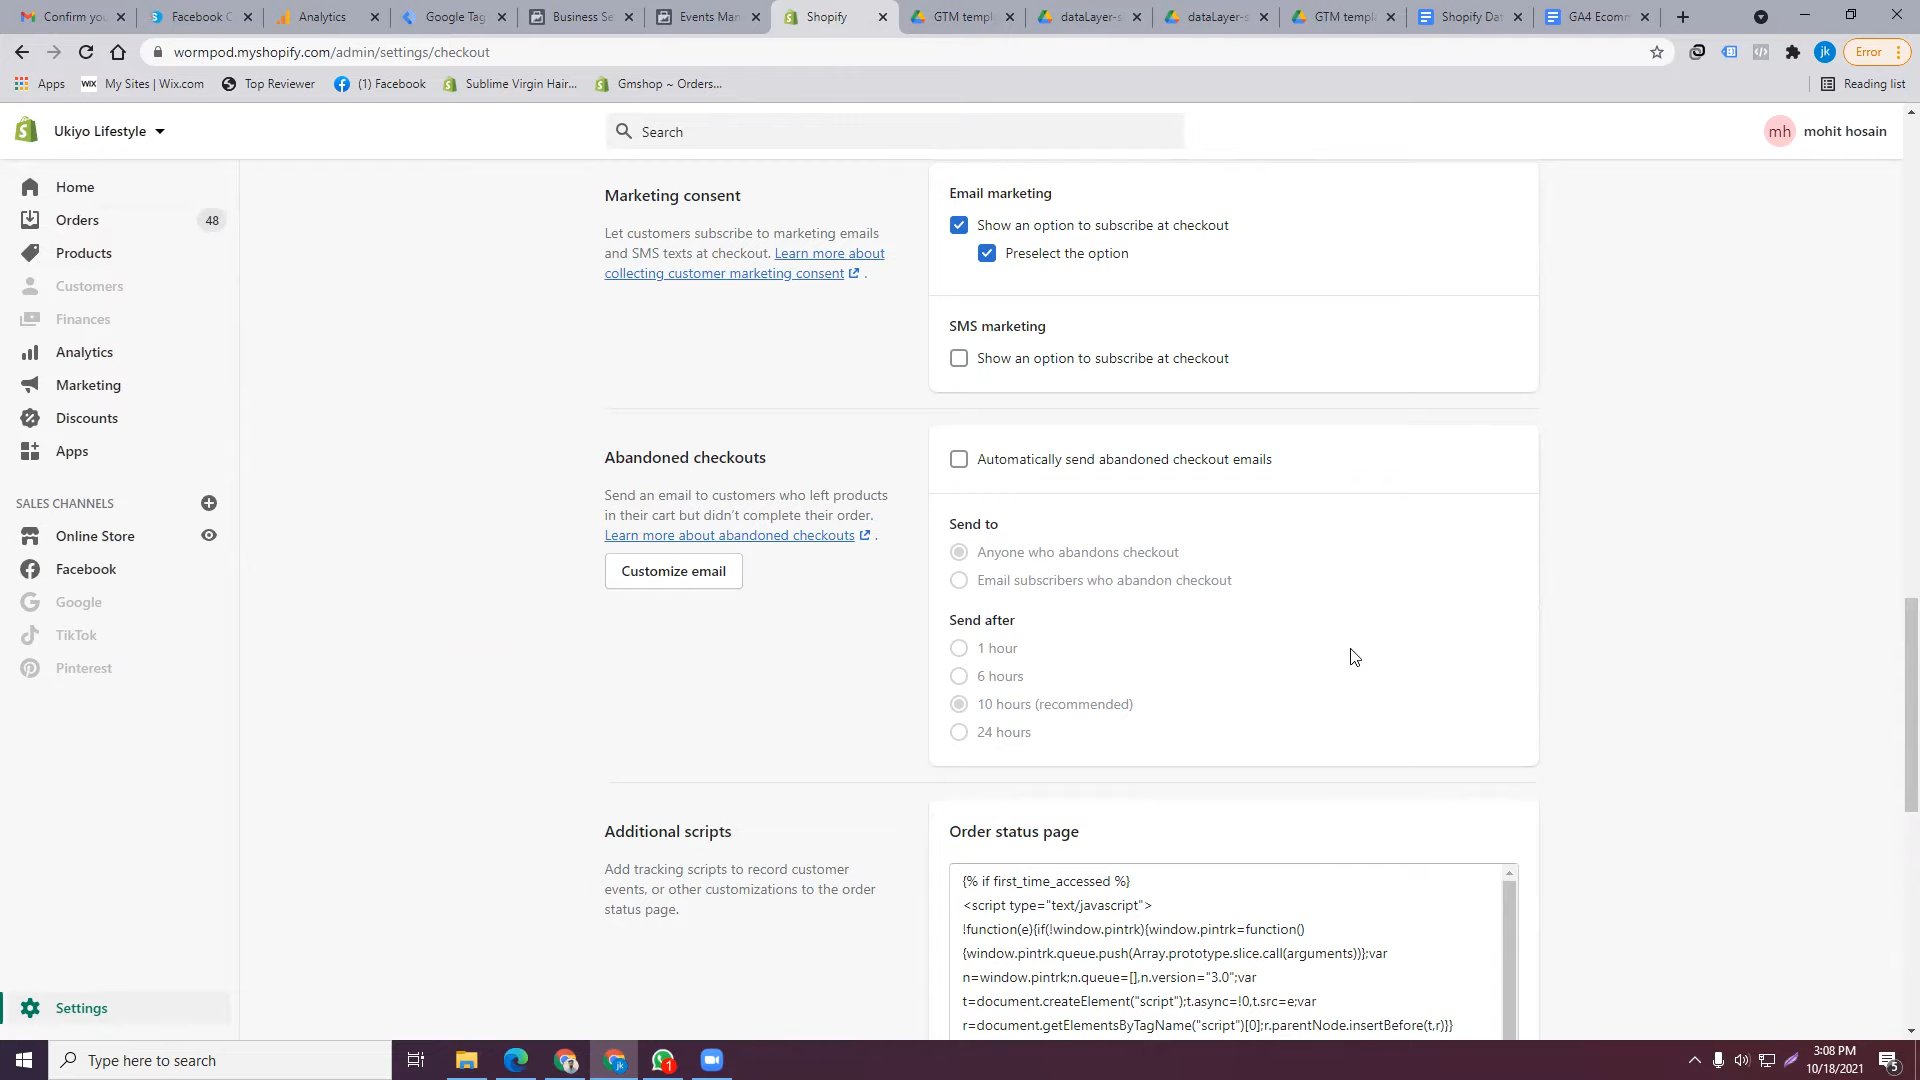 Confirm you
Facebook C
Analytics
Google Tag
Business Se
Events Man
Shopify
GTM templ
dataLayer-s
dataLayer-s
GTM templ
Shopify Dat
GA4 Ecomm
wormpod.myshopify.com/admin/settings/checkout
jk
Error
Apps
WIX
My Sites | Wix.com
Top Reviewer
(1) Facebook
Sublime Virgin Hair...
Gmshop ~ Orders...
Reading list
Ukiyo Lifestyle
Search
mh
mohit hosain
Home
Orders
48
Products
Customers
Finances
Analytics
Marketing
Discounts
Apps
SALES CHANNELS
Online Store
Facebook
Google
TikTok
Pinterest
Settings
Marketing consent
Let customers subscribe to marketing emails
and SMS texts at checkout. Learn more about
collecting customer marketing consent .
Email marketing
Show an option to subscribe at checkout
Preselect the option
SMS marketing
Show an option to subscribe at checkout
Abandoned checkouts
Send an email to customers who left products
in their cart but didn't complete their order.
Learn more about abandoned checkouts .
Customize email
Automatically send abandoned checkout emails
Send to
Anyone who abandons checkout
Email subscribers who abandon checkout
Send after
1 hour
6 hours
10 hours (recommended)
24 hours
Additional scripts
Add tracking scripts to record customer
events, or other customizations to the order
status page.
Order status page
{% if first_time_accessed %}
<script type="text/javascript">
!function(e){if(!window.pintrk){window.pintrk=function()
{window.pintrk.queue.push(Array.prototype.slice.call(arguments))};var
n=window.pintrk;n.queue=[],n.version="3.0";var
t=document.createElement("script");t.async=!0,t.src=e;var
r=document.getElementsByTagName("script")[0];r.parentNode.insertBefore(t,r)}}
Type here to search
jk
1
3:08 PM
10/18/2021
5